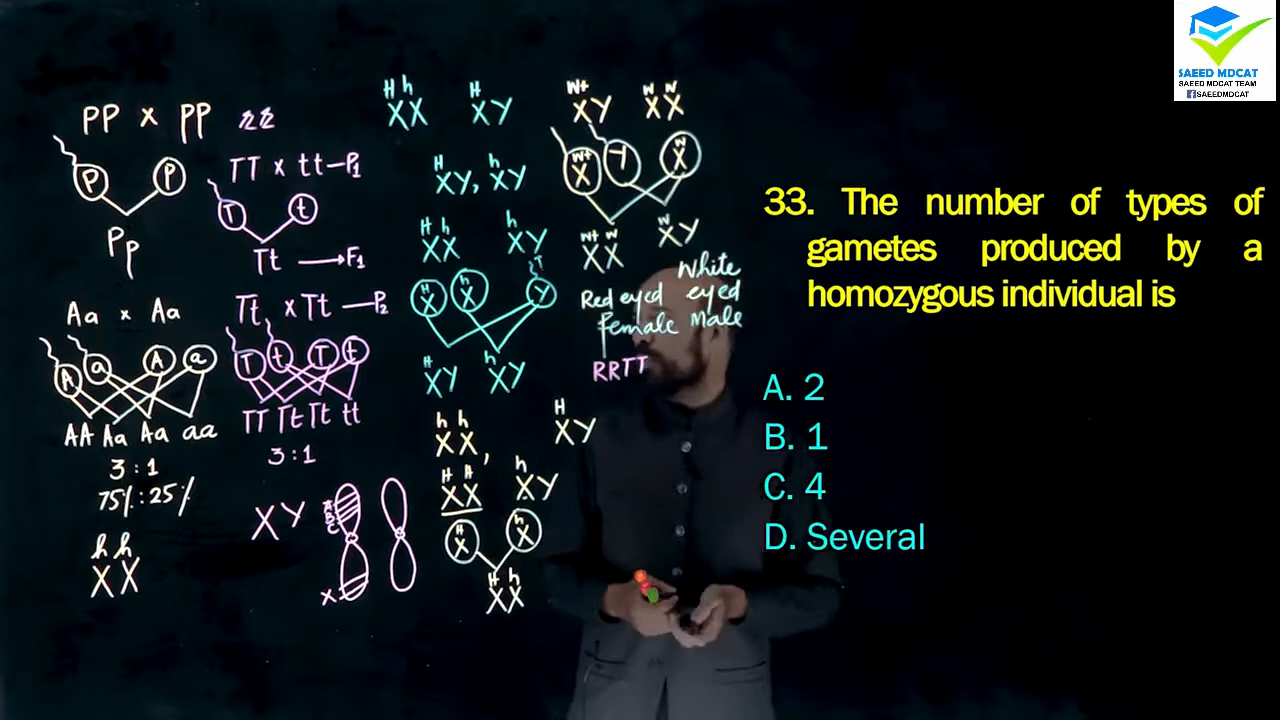 SAEED MDCAT
SAEED MDCAT TEAM
SAEEDMDCAT
PP x PP rr
P P
Pp
TT x tt – P1
T t
Tt → F1
Aa x Aa
A a A a
AA Aa Aa aa
3 : 1
75% : 25%
h h
X X
Tt x Tt – P2
T t T t
TT Tt Tt tt
3 : 1
XY
A
B
C
X
H h H
XX XY
H h
XY, XY
H h h
XX XY
H h
X X Y
H h
XY XY
h h H
XX, XY
H H h
XX XY
H h
X X
H h
XX
W+ w w
XY XX
W+ w
X Y X
W+ w w
XX XY
Red eyed Female
White eyed Male
RRTT
33. The number of types of
gametes produced by a
homozygous individual is
A. 2
B. 1
C. 4
D. Several